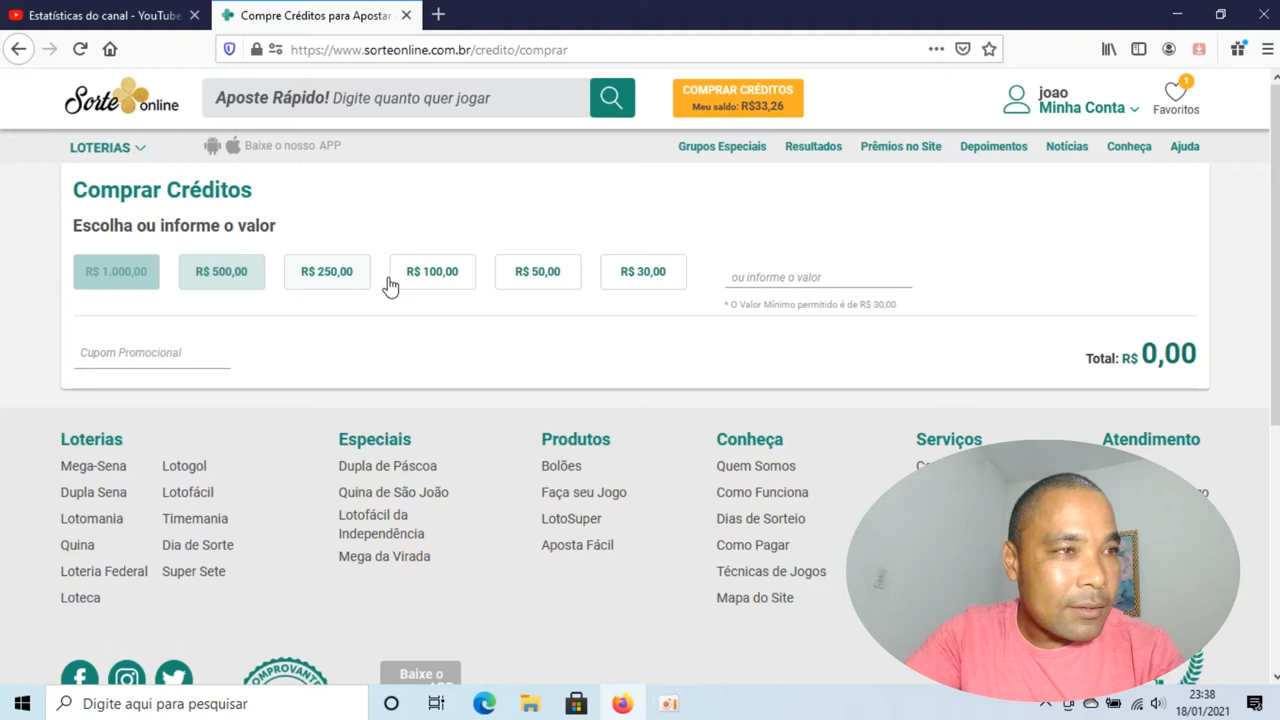 Estatísticas do canal - YouTube
Compre Créditos para Apostar
https://www.sorteonline.com.br/credito/comprar
Sorte online
Aposte Rápido! Digite quanto quer jogar
COMPRAR CRÉDITOS
Meu saldo: R$33,26
joao
Minha Conta
1
Favoritos
LOTERIAS
Baixe o nosso APP
Grupos Especiais
Resultados
Prêmios no Site
Depoimentos
Notícias
Conheça
Ajuda
Comprar Créditos
Escolha ou informe o valor
R$ 1.000,00
R$ 500,00
R$ 250,00
R$ 100,00
R$ 50,00
R$ 30,00
ou informe o valor
* O Valor Mínimo permitido é de R$ 30,00
Cupom Promocional
Total: R$ 0,00
Loterias
Mega-Sena
Dupla Sena
Lotomania
Quina
Loteria Federal
Loteca
Lotogol
Lotofácil
Timemania
Dia de Sorte
Super Sete
Especiais
Dupla de Páscoa
Quina de São João
Lotofácil da
Independência
Mega da Virada
Produtos
Bolões
Faça seu Jogo
LotoSuper
Aposta Fácil
Conheça
Quem Somos
Como Funciona
Dias de Sorteio
Como Pagar
Técnicas de Jogos
Mapa do Site
Serviços
Atendimento
COMPROVANTE
Baixe o
Digite aqui para pesquisar
23:38
18/01/2021